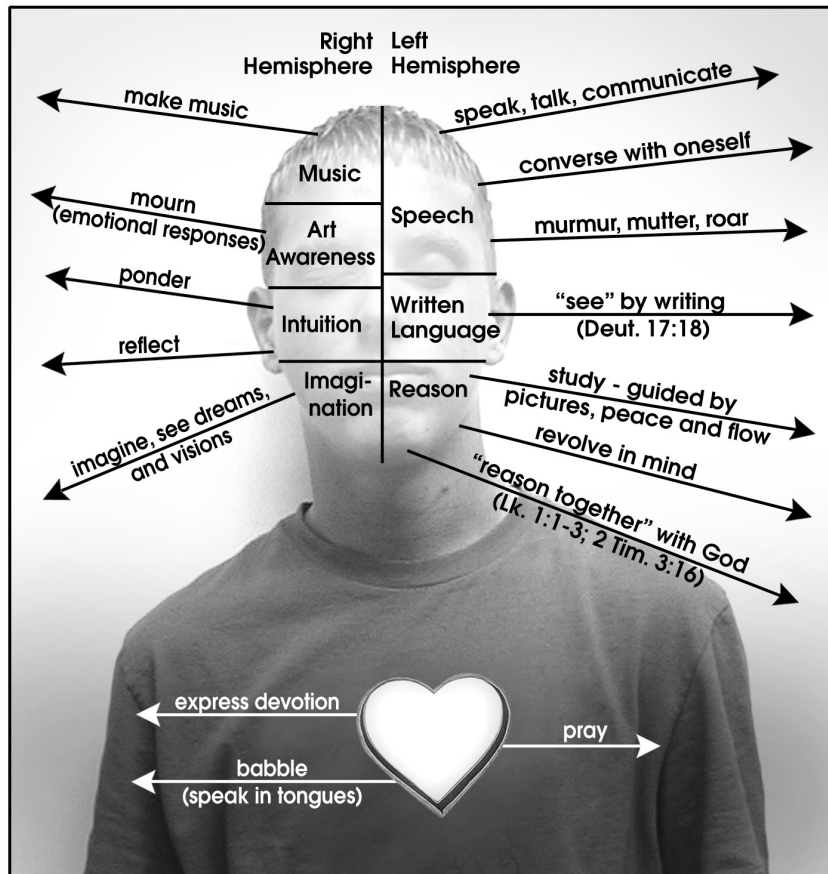 Right
Hemisphere
Left
Hemisphere
make music
mourn
(emotional responses)
ponder
reflect
imagine, see dreams,
and visions
Music
Art
Awareness
Intuition
Imagi-
nation
Speech
Written
Language
Reason
speak, talk, communicate
converse with oneself
murmur, mutter, roar
“see” by writing
(Deut. 17:18)
study - guided by
pictures, peace and flow
revolve in mind
“reason together” with God
(Lk. 1:1-3; 2 Tim. 3:16)
express devotion
babble
(speak in tongues)
pray